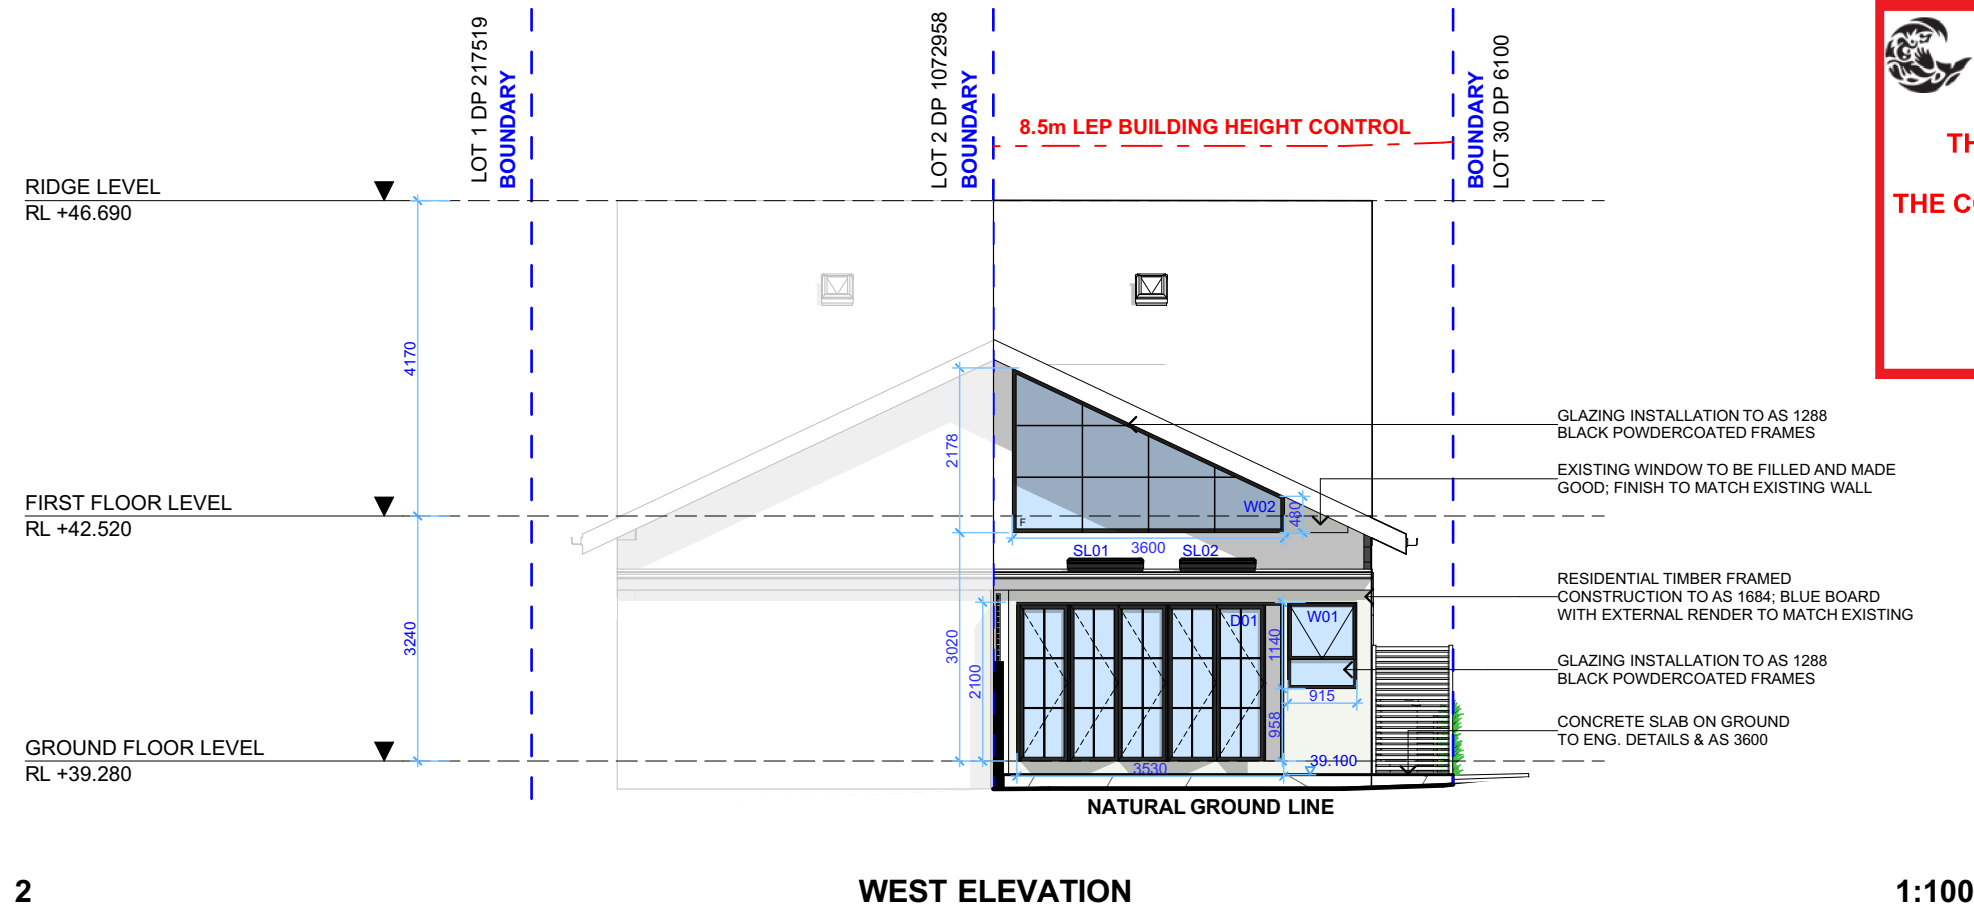 LOT 1 DP 217519
BOUNDARY
LOT 2 DP 1072958
BOUNDARY
8.5m LEP BUILDING HEIGHT CONTROL
BOUNDARY
LOT 30 DP 6100
TH
THE C
RIDGE LEVEL
RL +46.690
4170
2178
GLAZING INSTALLATION TO AS 1288
BLACK POWDERCOATED FRAMES
EXISTING WINDOW TO BE FILLED AND MADE
GOOD; FINISH TO MATCH EXISTING WALL
FIRST FLOOR LEVEL
RL +42.520
W02
480
F
3600
SL01
SL02
RESIDENTIAL TIMBER FRAMED
CONSTRUCTION TO AS 1684; BLUE BOARD
WITH EXTERNAL RENDER TO MATCH EXISTING
3240
3020
2100
D01
1140
W01
915
958
GLAZING INSTALLATION TO AS 1288
BLACK POWDERCOATED FRAMES
CONCRETE SLAB ON GROUND
TO ENG. DETAILS & AS 3600
GROUND FLOOR LEVEL
RL +39.280
3530
39.100
NATURAL GROUND LINE
2
WEST ELEVATION
1:100